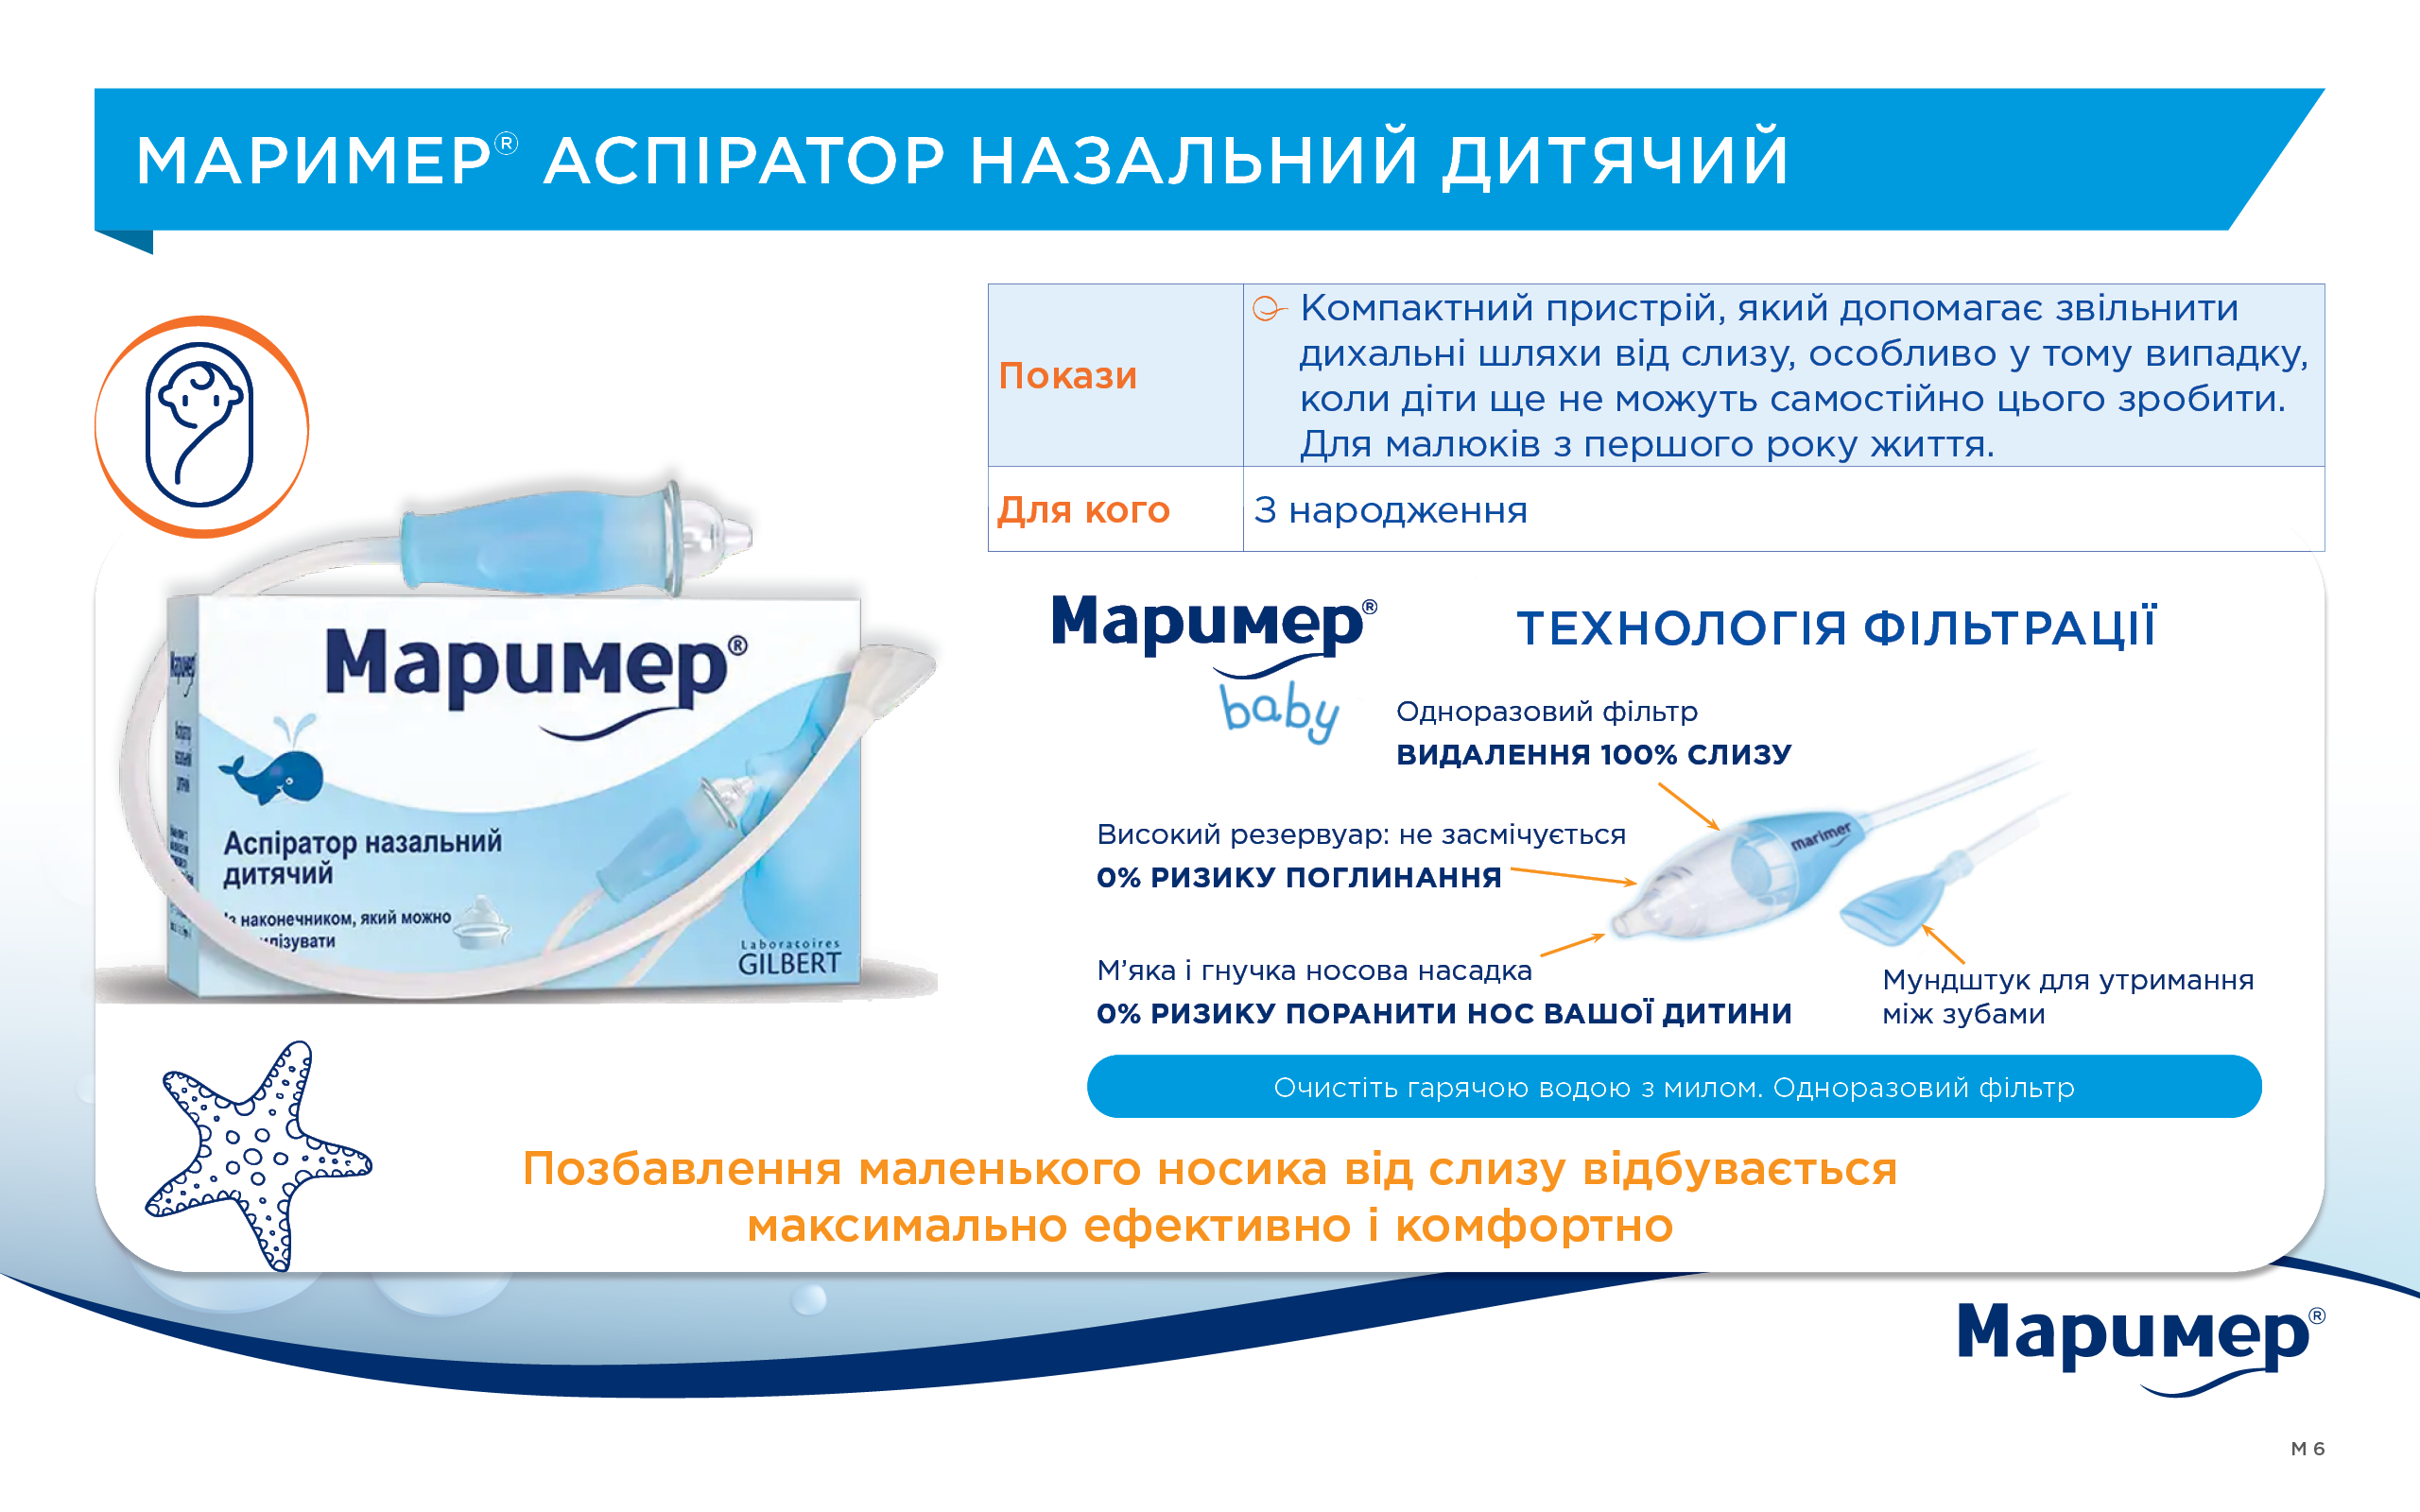 МАРИМЕР® АСПІРАТОР НАЗАЛЬНИЙ ДИТЯЧИЙ
Покази
Компактний пристрій, який допомагає звільнити
дихальні шляхи від слизу, особливо у тому випадку,
коли діти ще не можуть самостійно цього зробити.
Для малюків з першого року життя.
Для кого
З народження
Маример®
Аспіратор назальний
дитячий
наконечником, який можно
Laboratoires
GILBERT
Маример®
baby
ТЕХНОЛОГІЯ ФІЛЬТРАЦІЇ
Одноразовий фільтр
ВИДАЛЕННЯ 100% СЛИЗУ
Високий резервуар: не засмічується
0% РИЗИКУ ПОГЛИНАННЯ
marimer
М’яка і гнучка носова насадка
0% РИЗИКУ ПОРАНИТИ НОС ВАШОЇ ДИТИНИ
Мундштук для утримання
між зубами
Очистіть гарячою водою з милом. Одноразовий фільтр
Позбавлення маленького носика від слизу відбувається
максимально ефективно і комфортно
Маример®
М 6